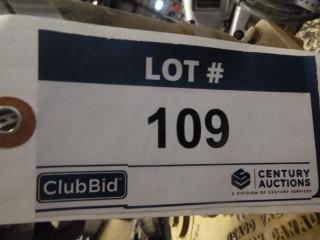 LOT #
109
ClubBid
CENTURY
AUCTIONS
A DIVISION OF CENTURY SERVICES